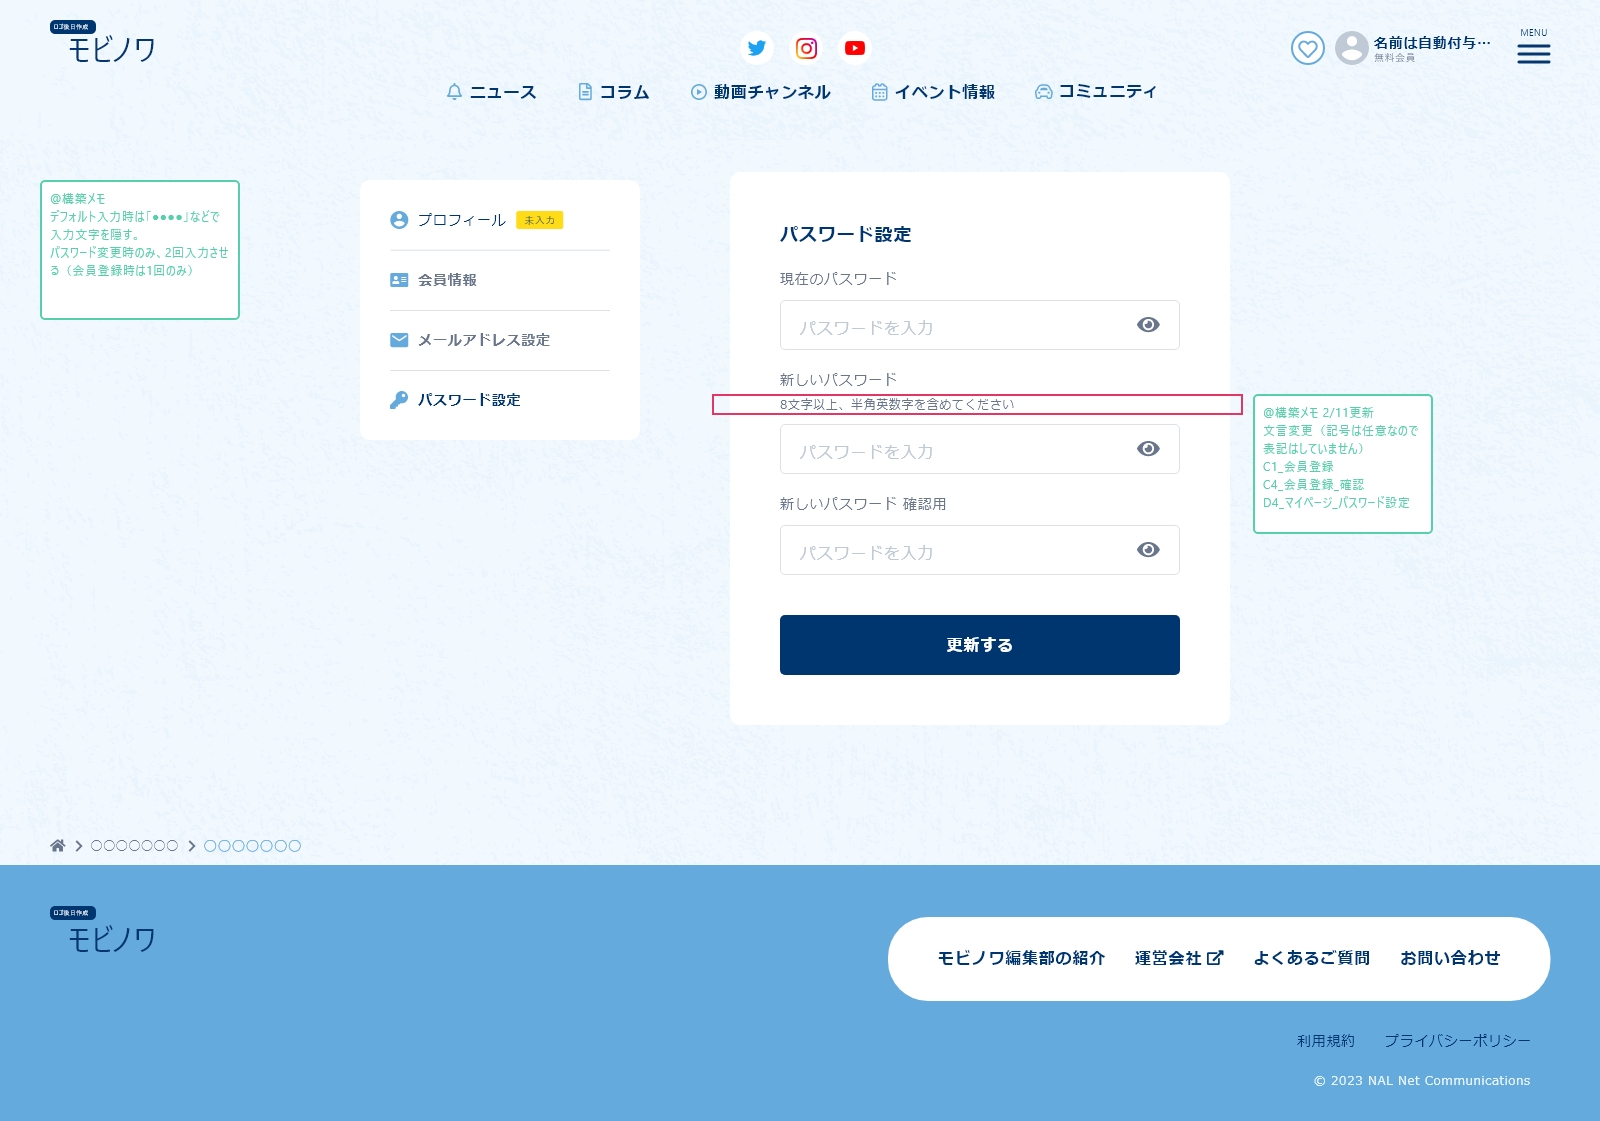 ロゴ後日作成
モビノワ
名前は自動付与…
無料会員
MENU
ニュース
コラム
動画チャンネル
イベント情報
コミュニティ
@構築メモ
デフォルト入力時は「●●●●」などで
入力文字を隠す。
パスワード変更時のみ、2回入力させ
る（会員登録時は1回のみ）
プロフィール
未入力
会員情報
メールアドレス設定
パスワード設定
パスワード設定
現在のパスワード
パスワードを入力
新しいパスワード
8文字以上、半角英数字を含めてください
パスワードを入力
新しいパスワード 確認用
パスワードを入力
更新する
@構築メモ 2/11更新
文言変更（記号は任意なので
表記はしていません）
C1_会員登録
C4_会員登録_確認
D4_マイページ_パスワード設定
〇〇〇〇〇〇〇
〇〇〇〇〇〇〇
ロゴ後日作成
モビノワ
モビノワ編集部の紹介
運営会社
よくあるご質問
お問い合わせ
利用規約
プライバシーポリシー
© 2023 NAL Net Communications